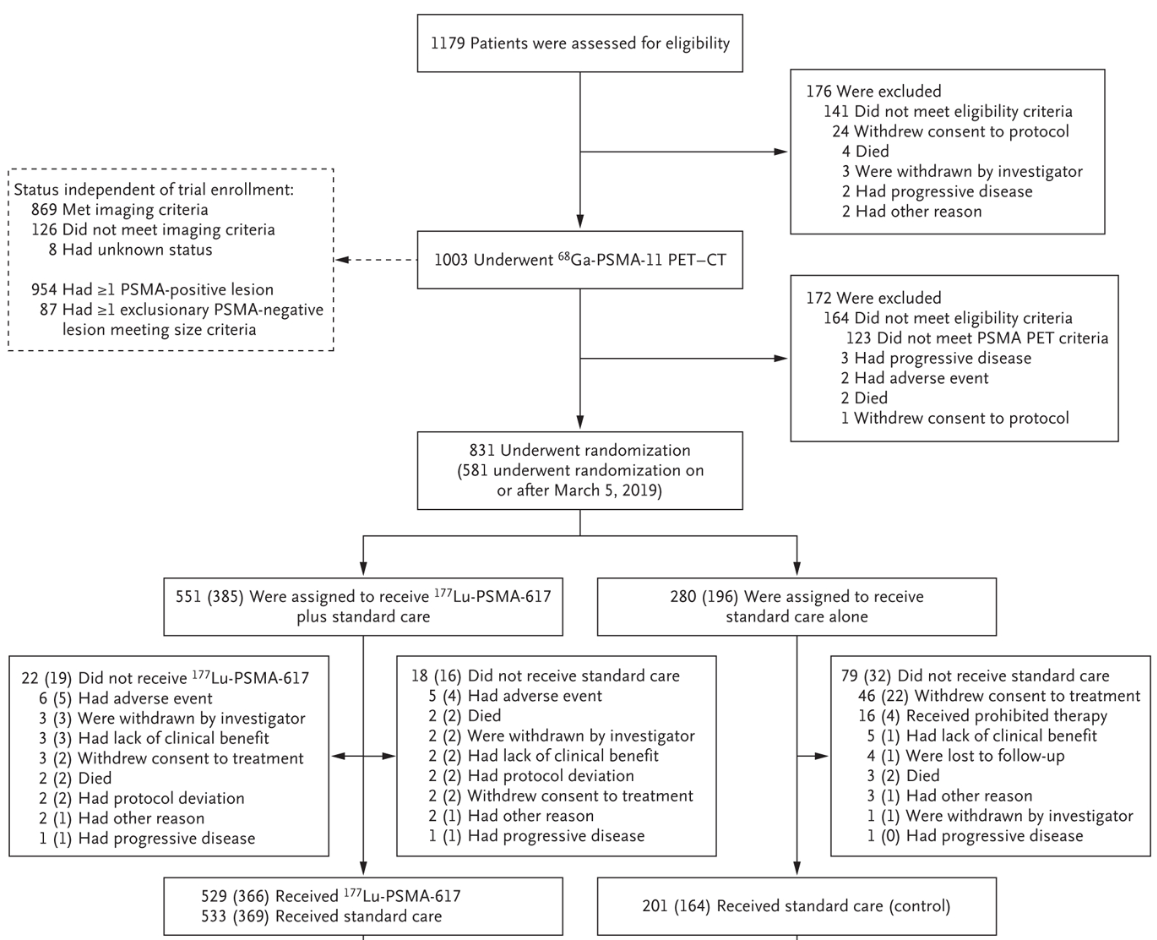 1179 Patients were assessed for eligibility
176 Were excluded
141 Did not meet eligibility criteria
24 Withdrew consent to protocol
4 Died
3 Were withdrawn by investigator
2 Had progressive disease
2 Had other reason
Status independent of trial enrollment:
869 Met imaging criteria
126 Did not meet imaging criteria
8 Had unknown status
954 Had ≥1 PSMA-positive lesion
87 Had ≥1 exclusionary PSMA-negative
lesion meeting size criteria
1003 Underwent ⁶⁸Ga-PSMA-11 PET–CT
172 Were excluded
164 Did not meet eligibility criteria
123 Did not meet PSMA PET criteria
3 Had progressive disease
2 Had adverse event
2 Died
1 Withdrew consent to protocol
831 Underwent randomization
(581 underwent randomization on
or after March 5, 2019)
551 (385) Were assigned to receive ¹⁷⁷Lu-PSMA-617
plus standard care
280 (196) Were assigned to receive
standard care alone
22 (19) Did not receive ¹⁷⁷Lu-PSMA-617
6 (5) Had adverse event
3 (3) Were withdrawn by investigator
3 (3) Had lack of clinical benefit
3 (2) Withdrew consent to treatment
2 (2) Died
2 (2) Had protocol deviation
2 (1) Had other reason
1 (1) Had progressive disease
18 (16) Did not receive standard care
5 (4) Had adverse event
2 (2) Died
2 (2) Were withdrawn by investigator
2 (2) Had lack of clinical benefit
2 (2) Had protocol deviation
2 (2) Withdrew consent to treatment
2 (1) Had other reason
1 (1) Had progressive disease
79 (32) Did not receive standard care
46 (22) Withdrew consent to treatment
16 (4) Received prohibited therapy
5 (1) Had lack of clinical benefit
4 (1) Were lost to follow-up
3 (2) Died
3 (1) Had other reason
1 (1) Were withdrawn by investigator
1 (0) Had progressive disease
529 (366) Received ¹⁷⁷Lu-PSMA-617
533 (369) Received standard care
201 (164) Received standard care (control)